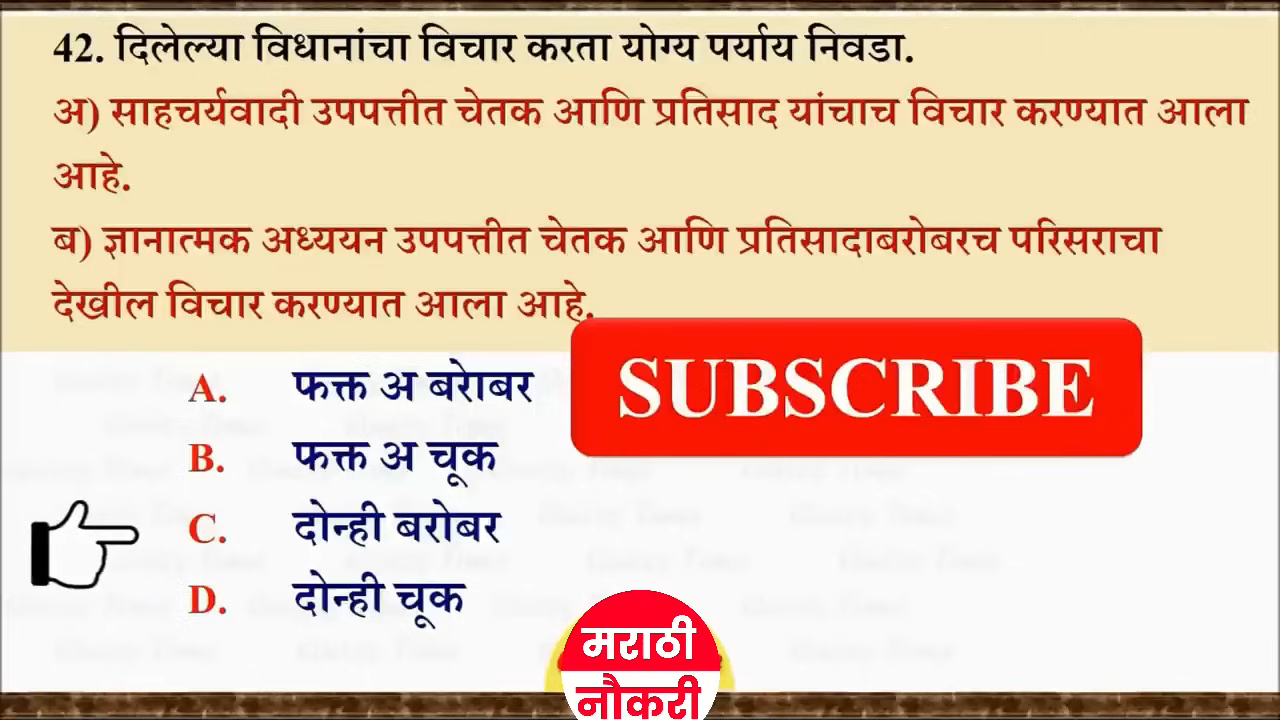 42. दिलेल्या विधानांचा विचार करता योग्य पर्याय निवडा.
अ) साहचर्यवादी उपपत्तीत चेतक आणि प्रतिसाद यांचाच विचार करण्यात आला
आहे.
ब) ज्ञानात्मक अध्ययन उपपत्तीत चेतक आणि प्रतिसादाबरोबरच परिसराचा
देखील विचार करण्यात आला आहे.
A. फक्त अ बरोबर
SUBSCRIBE
B. फक्त अ चूक
C. दोन्ही बरोबर
D. दोन्ही चूक
मराठी
नौकरी